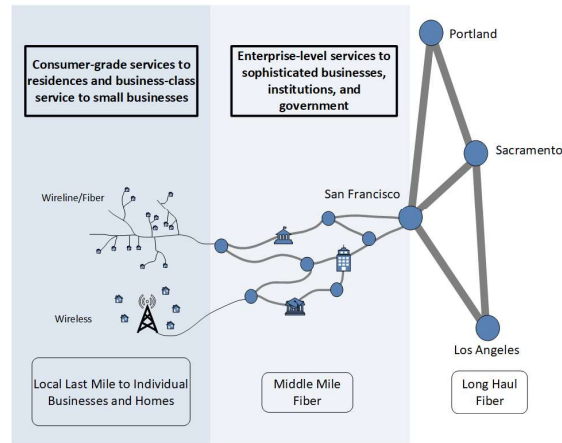 Consumer-grade services to
residences and business-class
service to small businesses
Enterprise-level services to
sophisticated businesses,
institutions, and
government
Portland
Sacramento
San Francisco
Wireline/Fiber
Wireless
Los Angeles
Local Last Mile to Individual
Businesses and Homes
Middle Mile
Fiber
Long Haul
Fiber